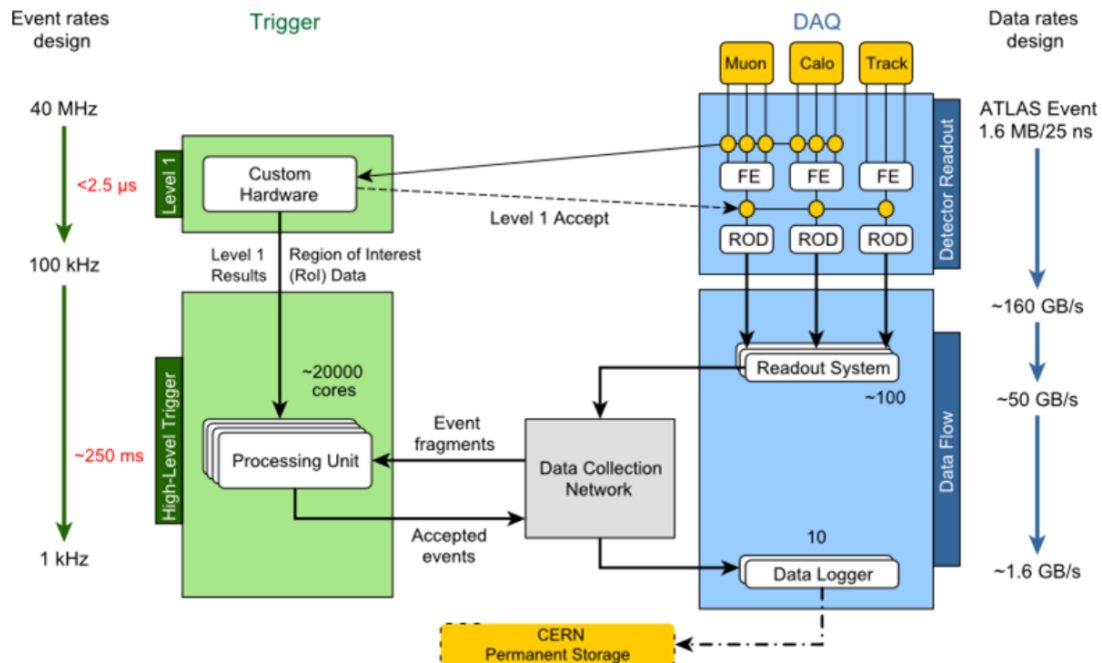 Event rates
design
Trigger
DAQ
Data rates
design
Muon
Calo
Track
40 MHz
ATLAS Event
1.6 MB/25 ns
Level 1
<2.5 µs
Custom
Hardware
FE
FE
FE
Level 1 Accept
ROD
ROD
ROD
Detector Readout
100 kHz
Level 1
Results
Region of Interest
(RoI) Data
~160 GB/s
~20000
cores
Readout System
~100
~50 GB/s
High-Level Trigger
~250 ms
Processing Unit
Event
fragments
Data Collection
Network
Data Flow
Accepted
events
10
Data Logger
1 kHz
~1.6 GB/s
CERN
Permanent Storage